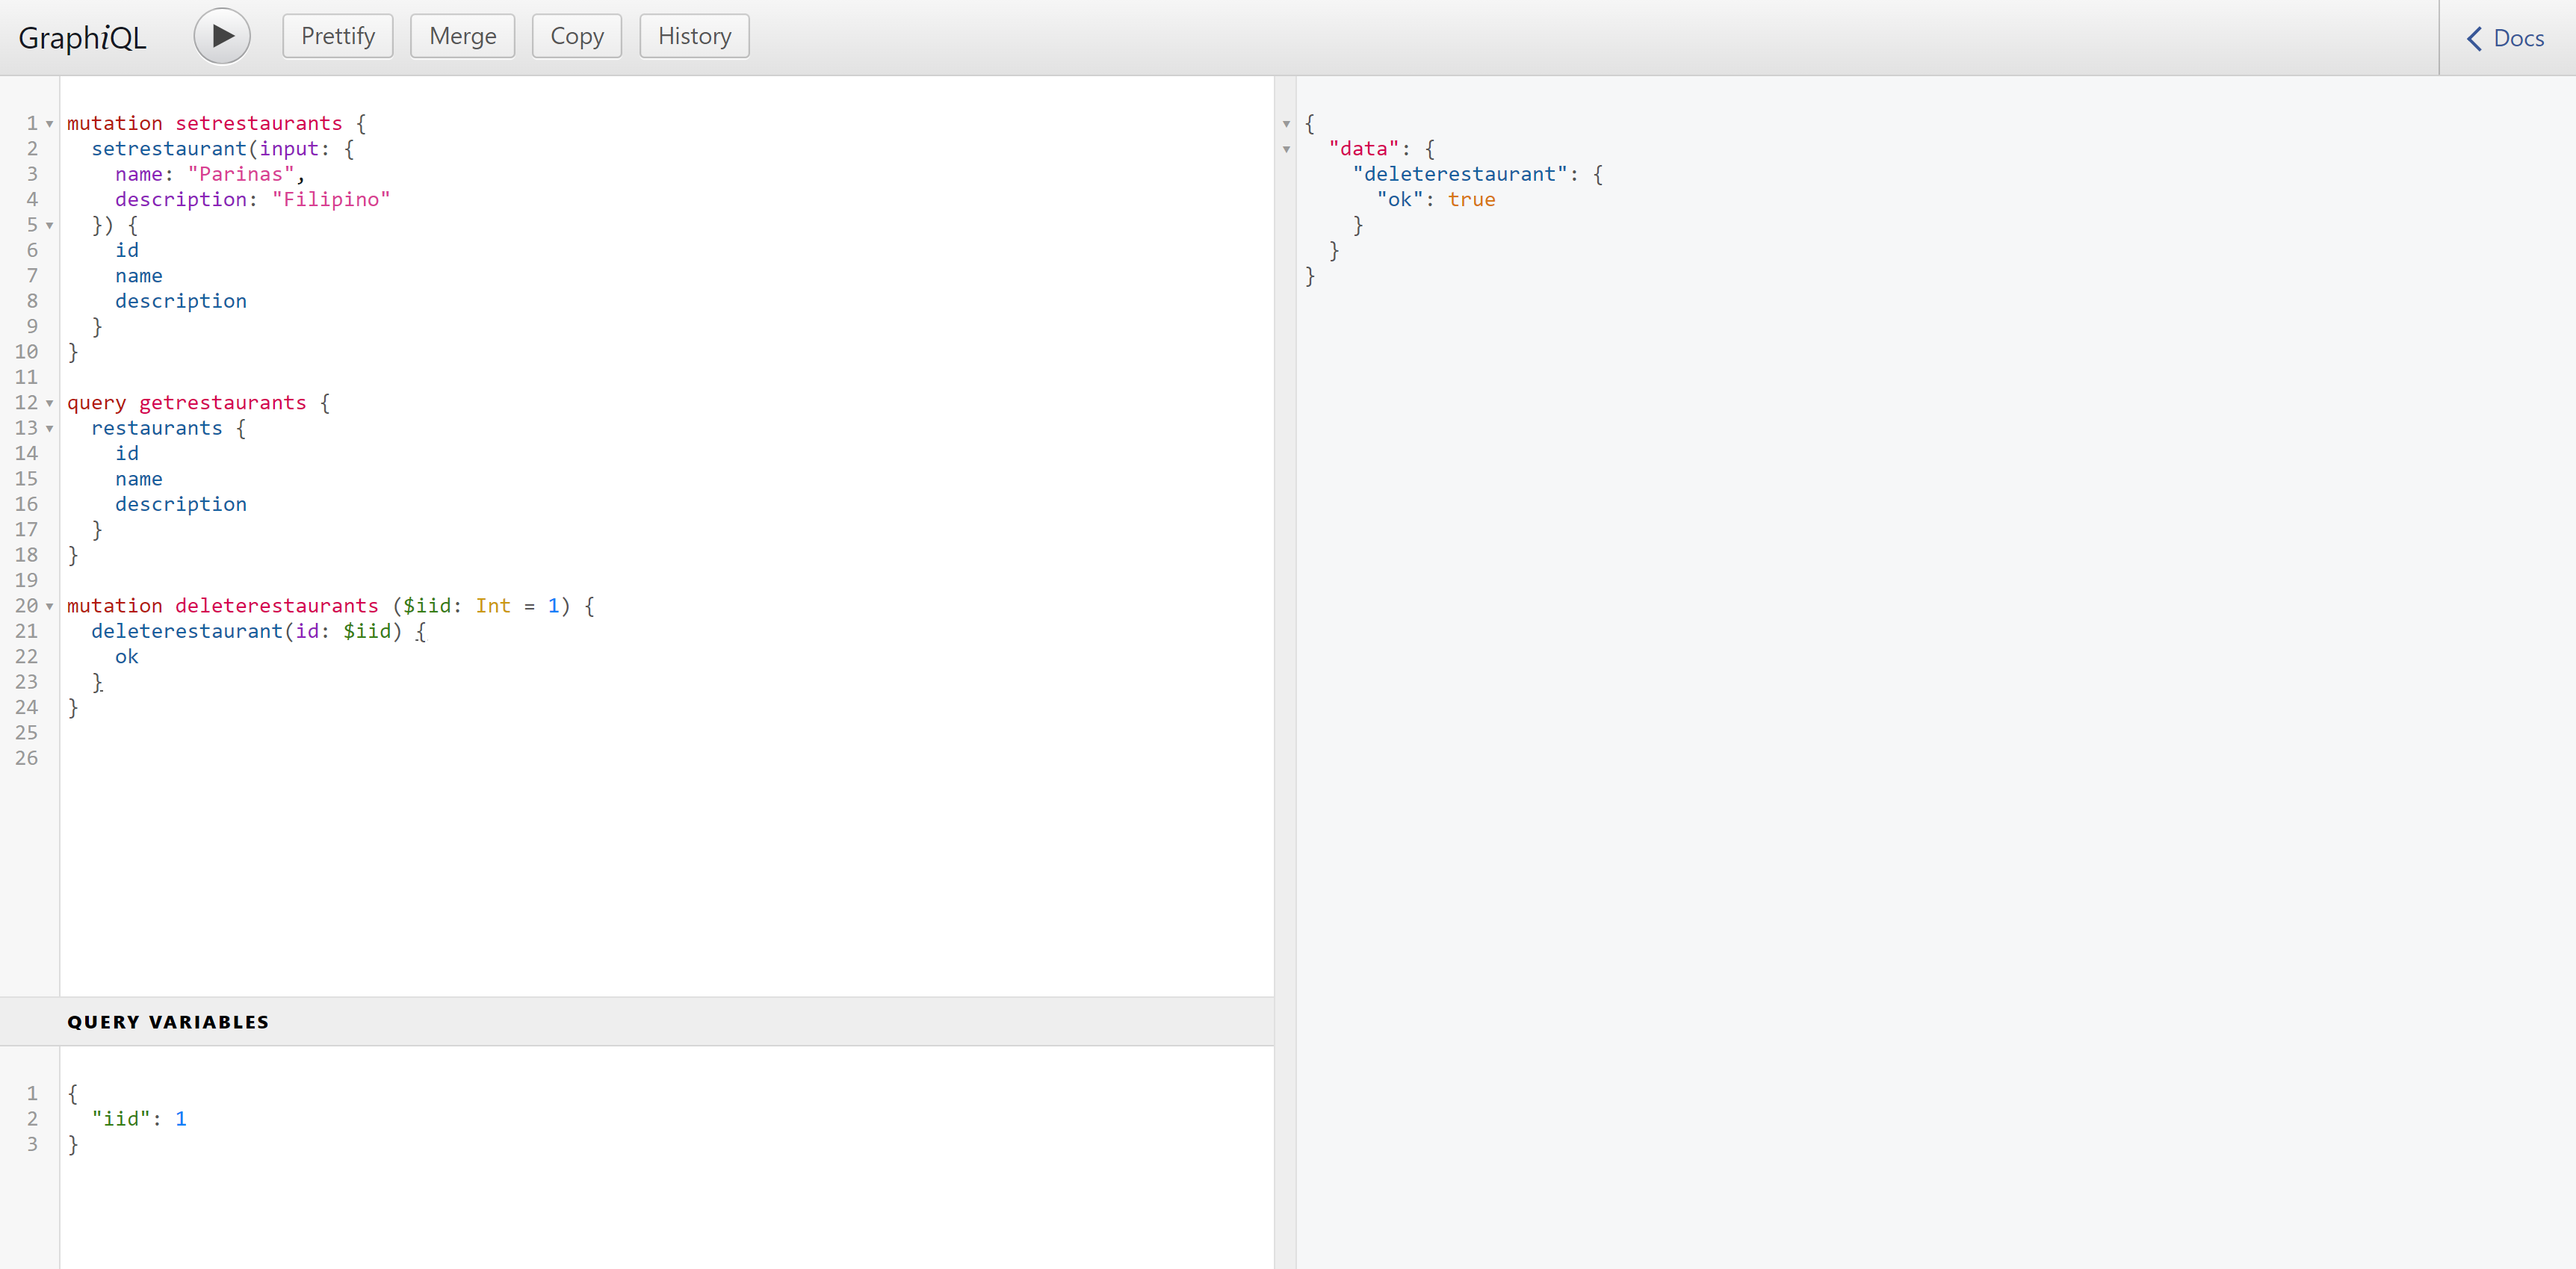 GraphiQL Prettify Merge Copy History Docs
1 mutation setrestaurants {
2   setrestaurant(input: {
3     name: "Parinas",
4     description: "Filipino"
5   }) {
6     id
7     name
8     description
9   }
10 }
11
12 query getrestaurants {
13   restaurants {
14     id
15     name
16     description
17   }
18 }
19
20 mutation deleterestaurants ($iid: Int = 1) {
21   deleterestaurant(id: $iid) {
22     ok
23   }
24 }
25
26
QUERY VARIABLES
1 {
2   "iid": 1
3 }
{
  "data": {
    "deleterestaurant": {
      "ok": true
    }
  }
}